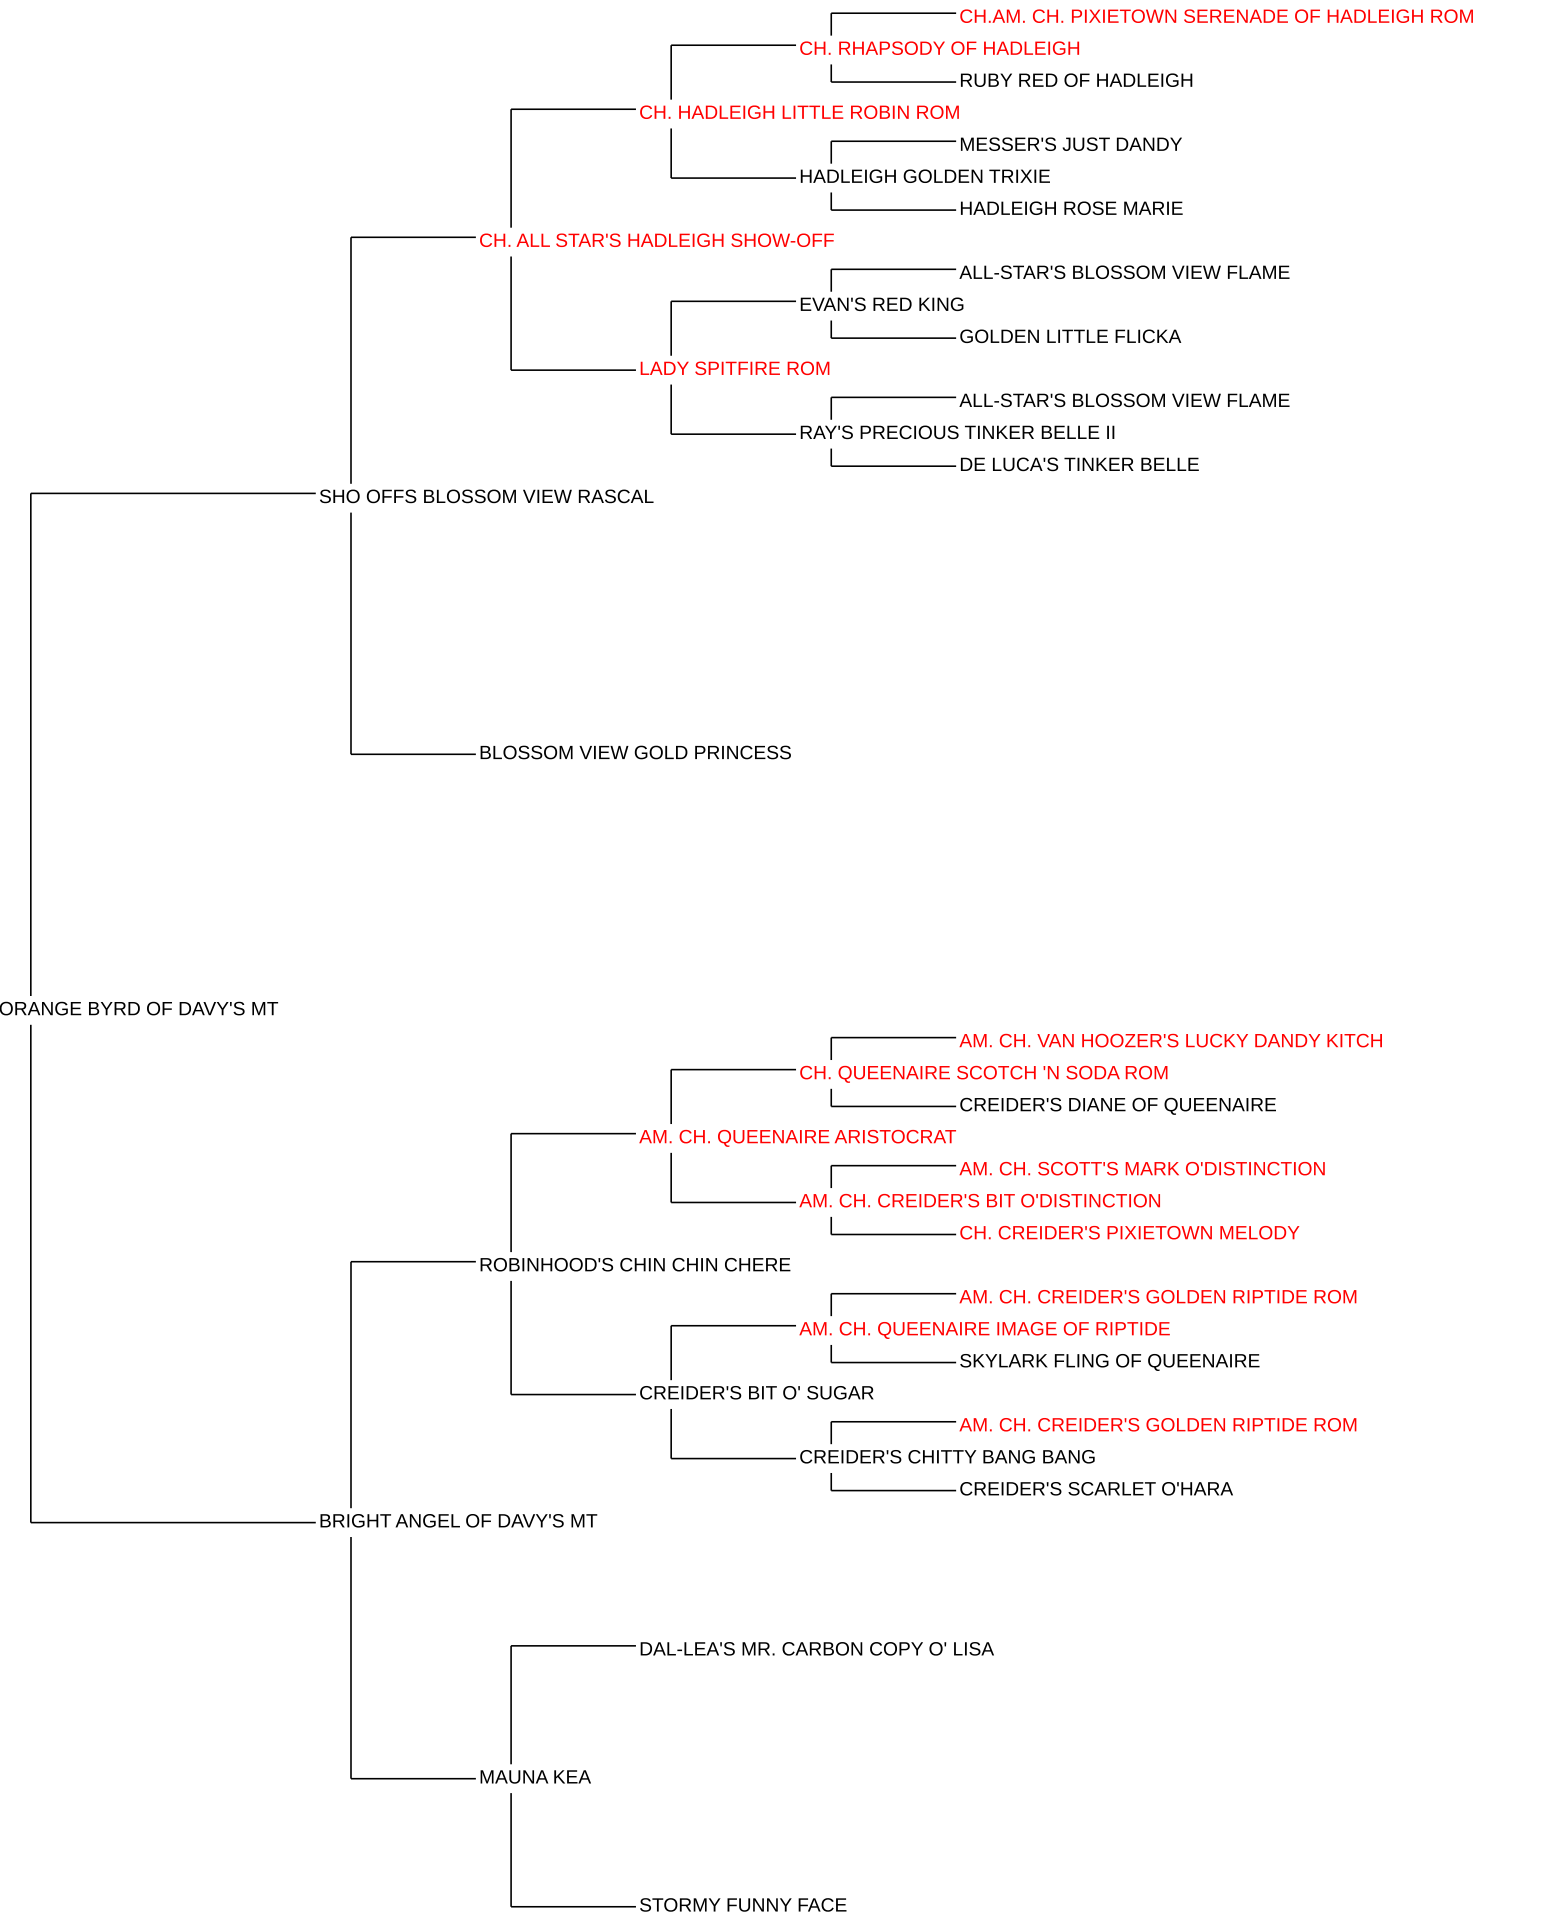 CH.AM. CH. PIXIETOWN SERENADE OF HADLEIGH ROM
CH. RHAPSODY OF HADLEIGH
RUBY RED OF HADLEIGH
CH. HADLEIGH LITTLE ROBIN ROM
MESSER'S JUST DANDY
HADLEIGH GOLDEN TRIXIE
HADLEIGH ROSE MARIE
CH. ALL STAR'S HADLEIGH SHOW-OFF
ALL-STAR'S BLOSSOM VIEW FLAME
EVAN'S RED KING
GOLDEN LITTLE FLICKA
LADY SPITFIRE ROM
ALL-STAR'S BLOSSOM VIEW FLAME
RAY'S PRECIOUS TINKER BELLE II
DE LUCA'S TINKER BELLE
SHO OFFS BLOSSOM VIEW RASCAL
BLOSSOM VIEW GOLD PRINCESS
ORANGE BYRD OF DAVY'S MT
AM. CH. VAN HOOZER'S LUCKY DANDY KITCH
CH. QUEENAIRE SCOTCH 'N SODA ROM
CREIDER'S DIANE OF QUEENAIRE
AM. CH. QUEENAIRE ARISTOCRAT
AM. CH. SCOTT'S MARK O'DISTINCTION
AM. CH. CREIDER'S BIT O'DISTINCTION
CH. CREIDER'S PIXIETOWN MELODY
ROBINHOOD'S CHIN CHIN CHERE
AM. CH. CREIDER'S GOLDEN RIPTIDE ROM
AM. CH. QUEENAIRE IMAGE OF RIPTIDE
SKYLARK FLING OF QUEENAIRE
CREIDER'S BIT O' SUGAR
AM. CH. CREIDER'S GOLDEN RIPTIDE ROM
CREIDER'S CHITTY BANG BANG
CREIDER'S SCARLET O'HARA
BRIGHT ANGEL OF DAVY'S MT
DAL-LEA'S MR. CARBON COPY O' LISA
MAUNA KEA
STORMY FUNNY FACE